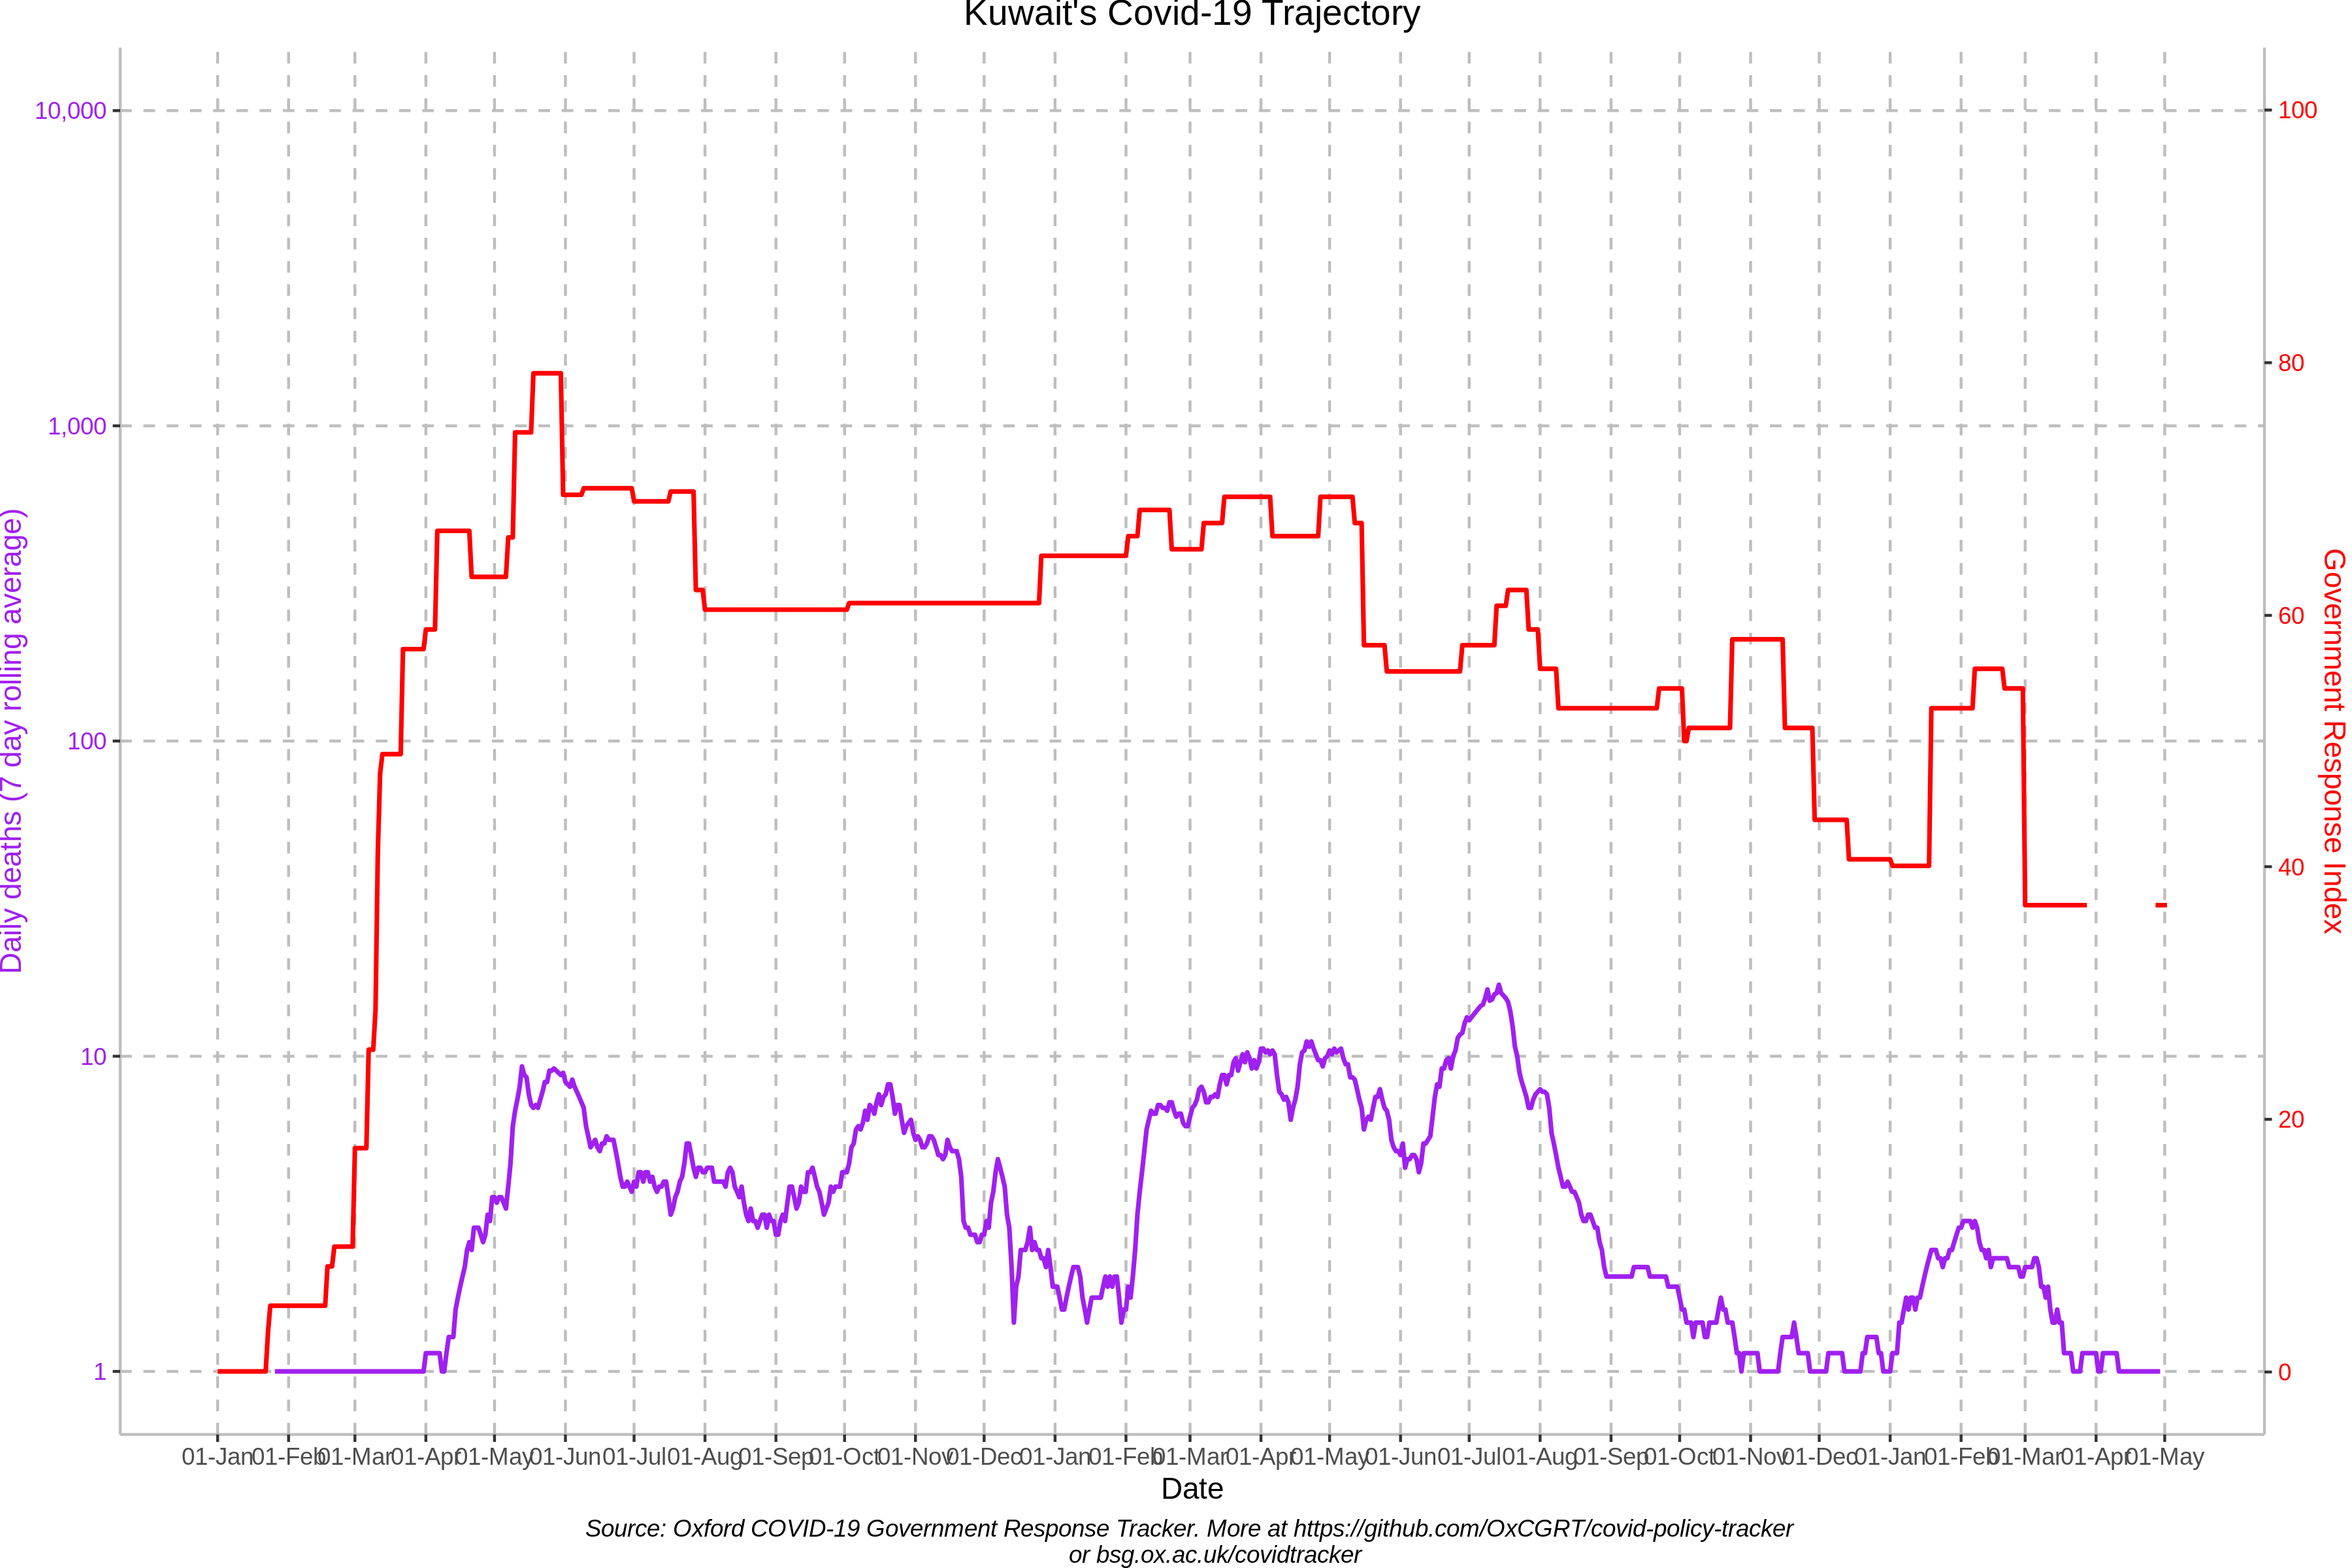 Kuwait's Covid-19 Trajectory
10,000
1,000
100
10
1
Daily deaths (7 day rolling average)
100
80
60
40
20
0
Government Response Index
01-Jan 01-Feb 01-Mar 01-Apr 01-May 01-Jun 01-Jul 01-Aug 01-Sep 01-Oct 01-Nov 01-Dec 01-Jan 01-Feb 01-Mar 01-Apr 01-May 01-Jun 01-Jul 01-Aug 01-Sep 01-Oct 01-Nov 01-Dec 01-Jan 01-Feb 01-Mar 01-Apr 01-May
Date
Source: Oxford COVID-19 Government Response Tracker. More at https://github.com/OxCGRT/covid-policy-tracker
or bsg.ox.ac.uk/covidtracker